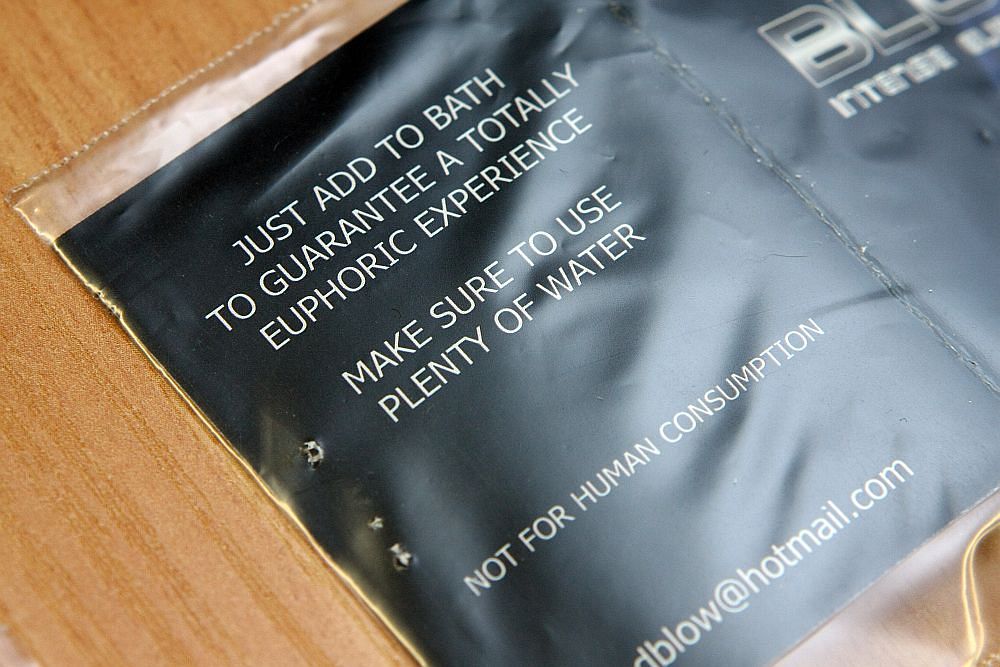 JUST ADD TO BATH
TO GUARANTEE A TOTALLY
EUPHORIC EXPERIENCE
MAKE SURE TO USE
PLENTY OF WATER
NOT FOR HUMAN CONSUMPTION
dblow@hotmail.com
INTENSE